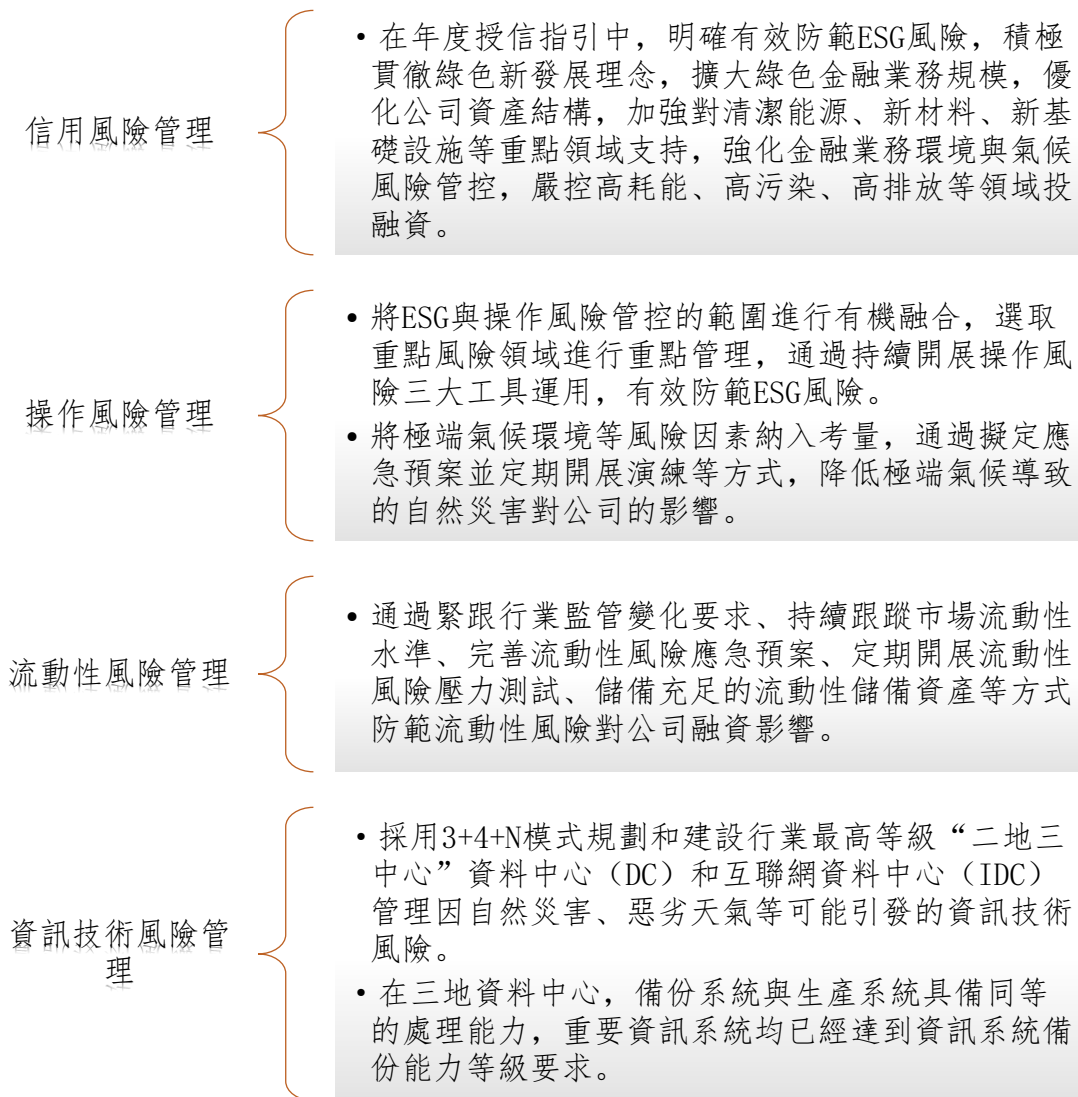 信用風險管理
• 在年度授信指引中，明確有效防範ESG風險，積極
貫徹綠色新發展理念，擴大綠色金融業務規模，優
化公司資產結構，加強對清潔能源、新材料、新基
礎設施等重點領域支持，強化金融業務環境與氣候
風險管控，嚴控高耗能、高污染、高排放等領域投
融資。
操作風險管理
• 將ESG與操作風險管控的範圍進行有機融合，選取
重點風險領域進行重點管理，通過持續開展操作風
險三大工具運用，有效防範ESG風險。
• 將極端氣候環境等風險因素納入考量，通過擬定應
急預案並定期開展演練等方式，降低極端氣候導致
的自然災害對公司的影響。
流動性風險管理
• 通過緊跟行業監管變化要求、持續跟蹤市場流動性
水準、完善流動性風險應急預案、定期開展流動性
風險壓力測試、儲備充足的流動性儲備資產等方式
防範流動性風險對公司融資影響。
資訊技術風險管
理
• 採用3+4+N模式規劃和建設行業最高等級“二地三
中心”資料中心（DC）和互聯網資料中心（IDC）
管理因自然災害、惡劣天氣等可能引發的資訊技術
風險。
• 在三地資料中心，備份系統與生產系統具備同等
的處理能力，重要資訊系統均已經達到資訊系統備
份能力等級要求。